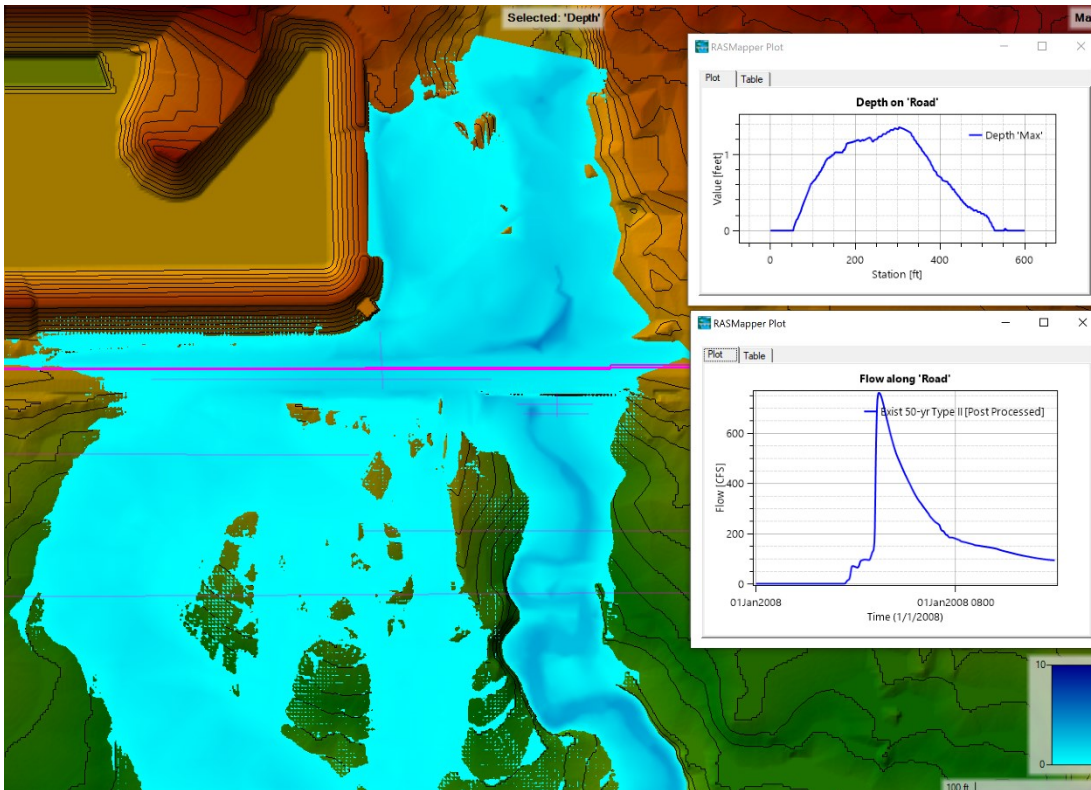 Selected: 'Depth'
Ma
RASMapper Plot
Plot
Table
Depth on 'Road'
Depth 'Max'
Value [feet]
1
0
0
200
400
600
Station [ft]
RASMapper Plot
Plot
Table
Flow along 'Road'
Exist 50-yr Type II [Post Processed]
Flow [CFS]
600
400
200
0
01Jan2008
01Jan2008 0800
Time (1/1/2008)
10
0
100 ft